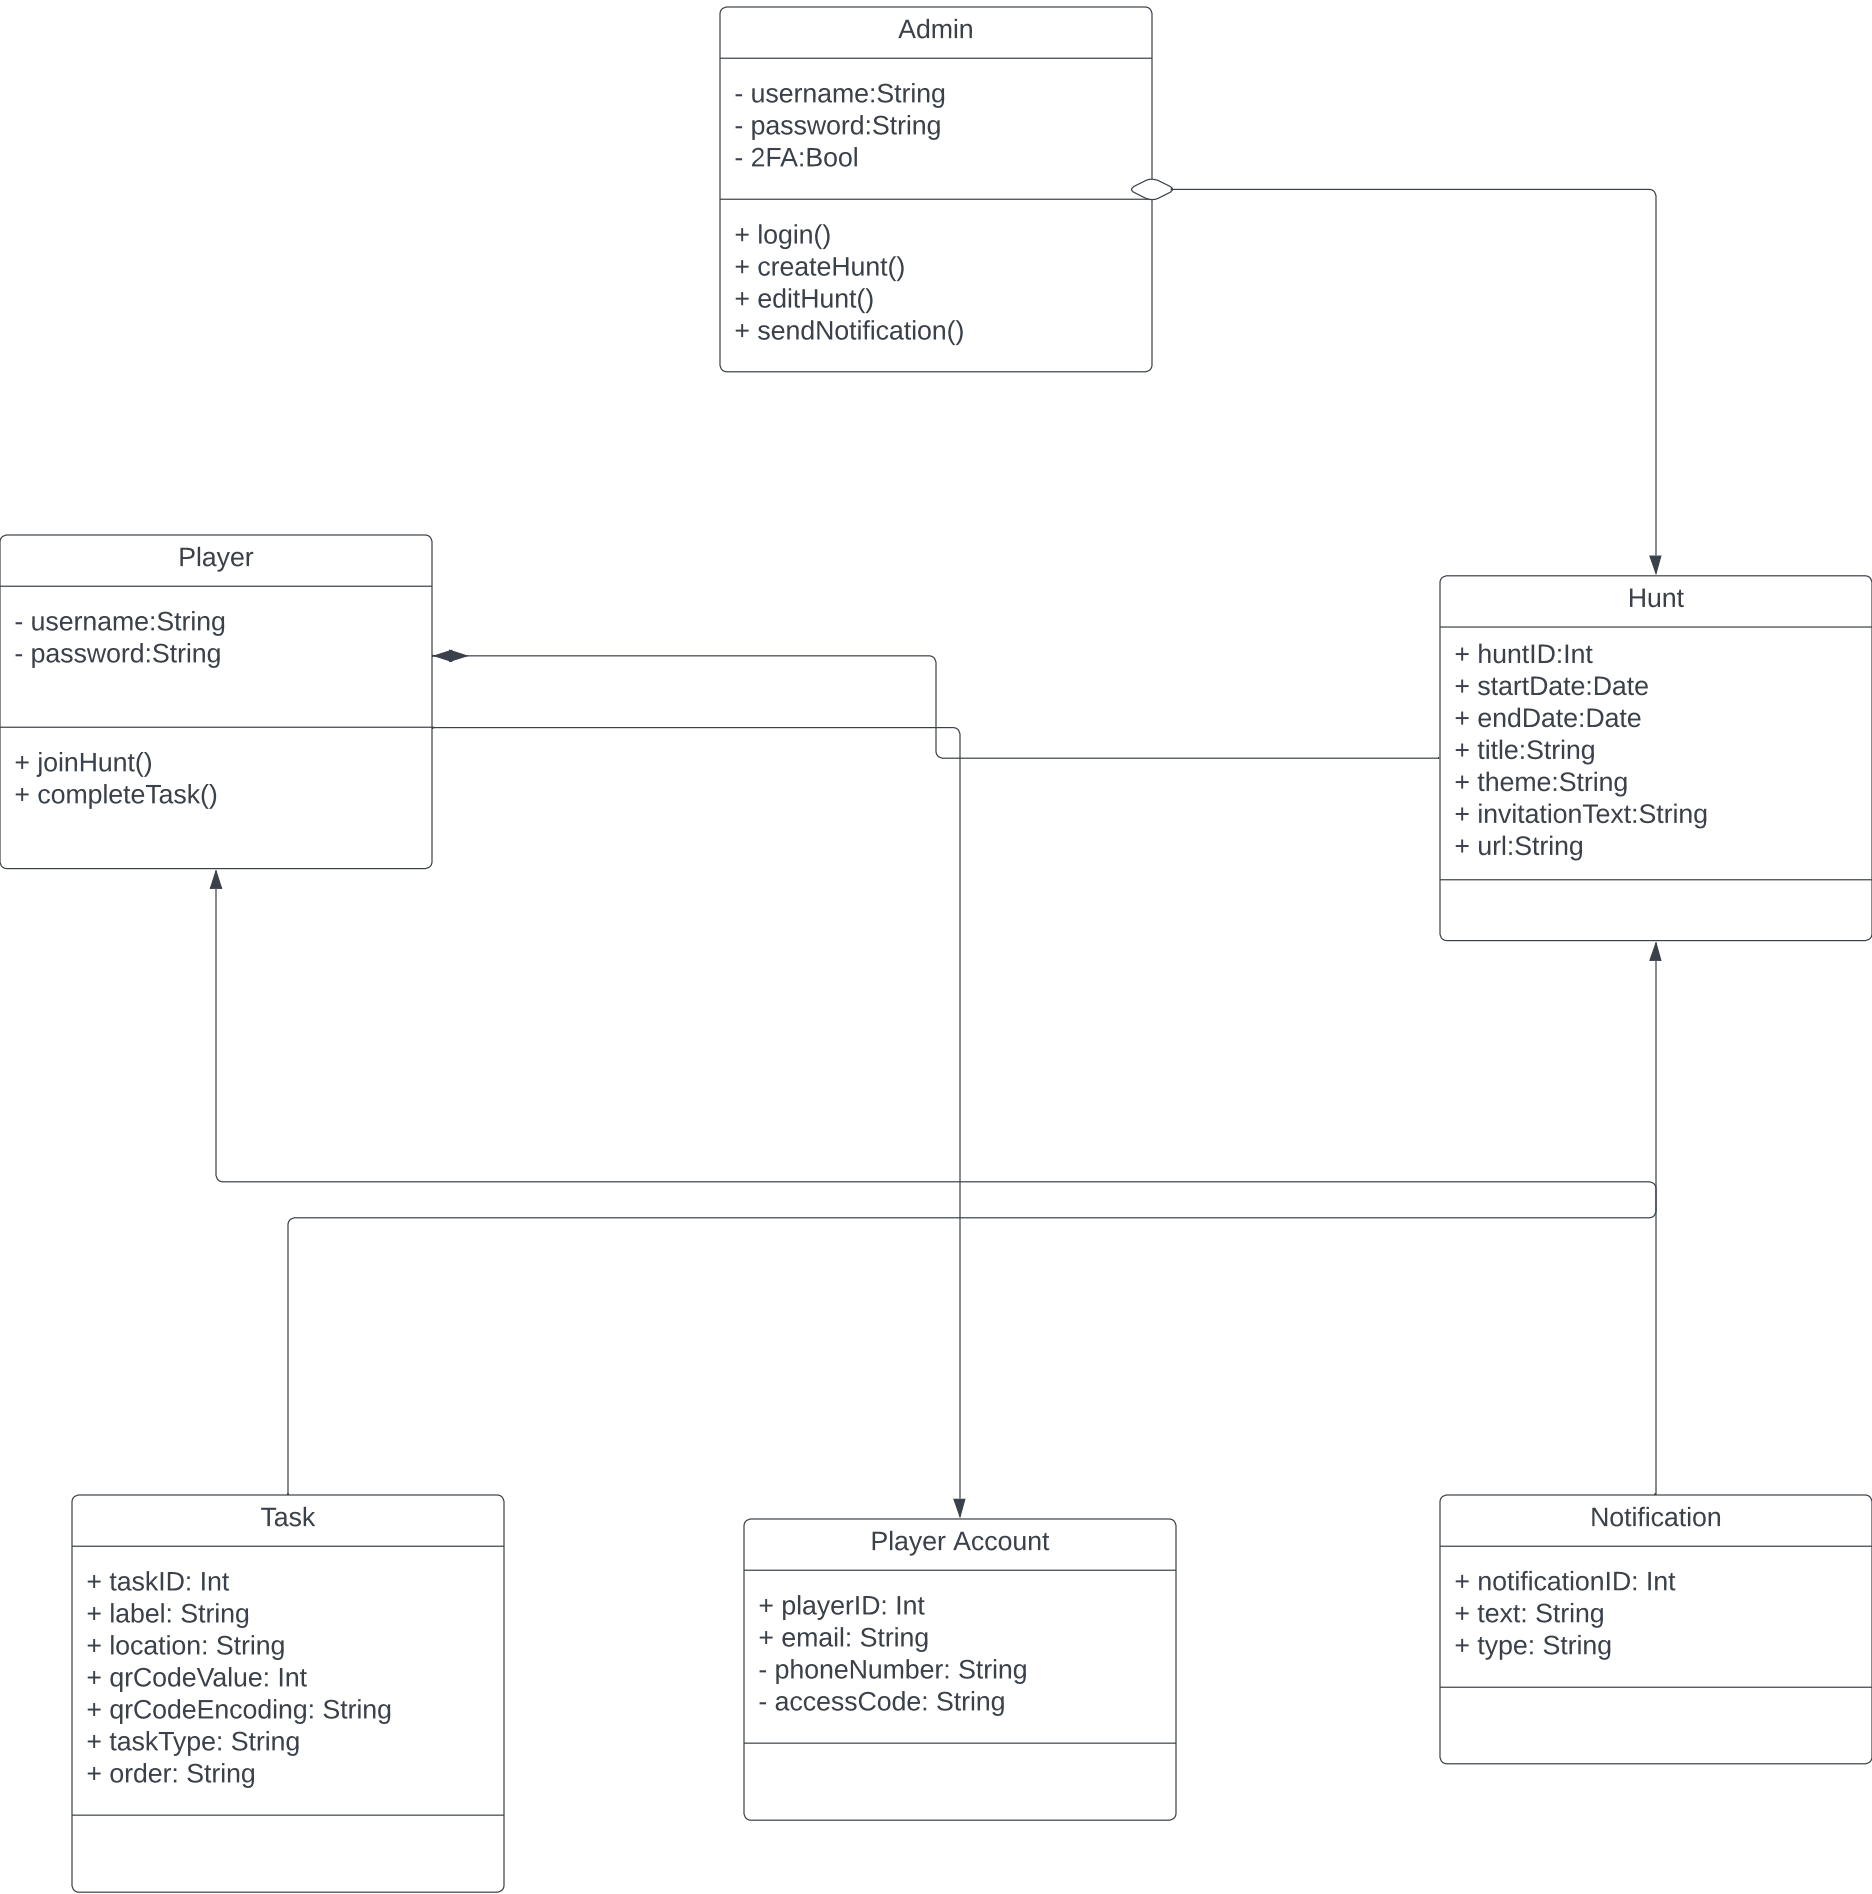 Admin
- username:String
- password:String
- 2FA:Bool
+ login()
+ createHunt()
+ editHunt()
+ sendNotification()
Player
- username:String
- password:String
+ joinHunt()
+ completeTask()
Hunt
+ huntID:Int
+ startDate:Date
+ endDate:Date
+ title:String
+ theme:String
+ invitationText:String
+ url:String
Task
+ taskID: Int
+ label: String
+ location: String
+ qrCodeValue: Int
+ qrCodeEncoding: String
+ taskType: String
+ order: String
Player Account
+ playerID: Int
+ email: String
- phoneNumber: String
- accessCode: String
Notification
+ notificationID: Int
+ text: String
+ type: String